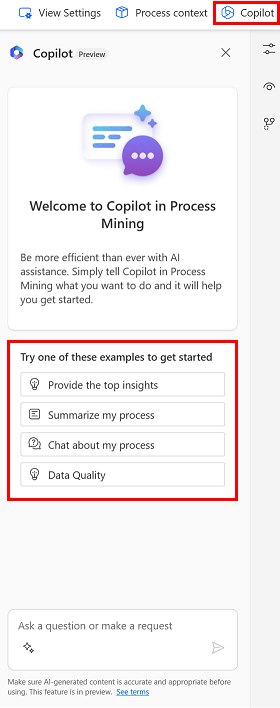 View Settings Process context Copilot
Copilot Preview
Welcome to Copilot in Process
Mining
Be more efficient than ever with AI
assistance. Simply tell Copilot in Process
Mining what you want to do and it will help
you get started.
Try one of these examples to get started
Provide the top insights
Summarize my process
Chat about my process
Data Quality
Ask a question or make a request
Make sure AI-generated content is accurate and appropriate before
using. This feature is in preview. See terms